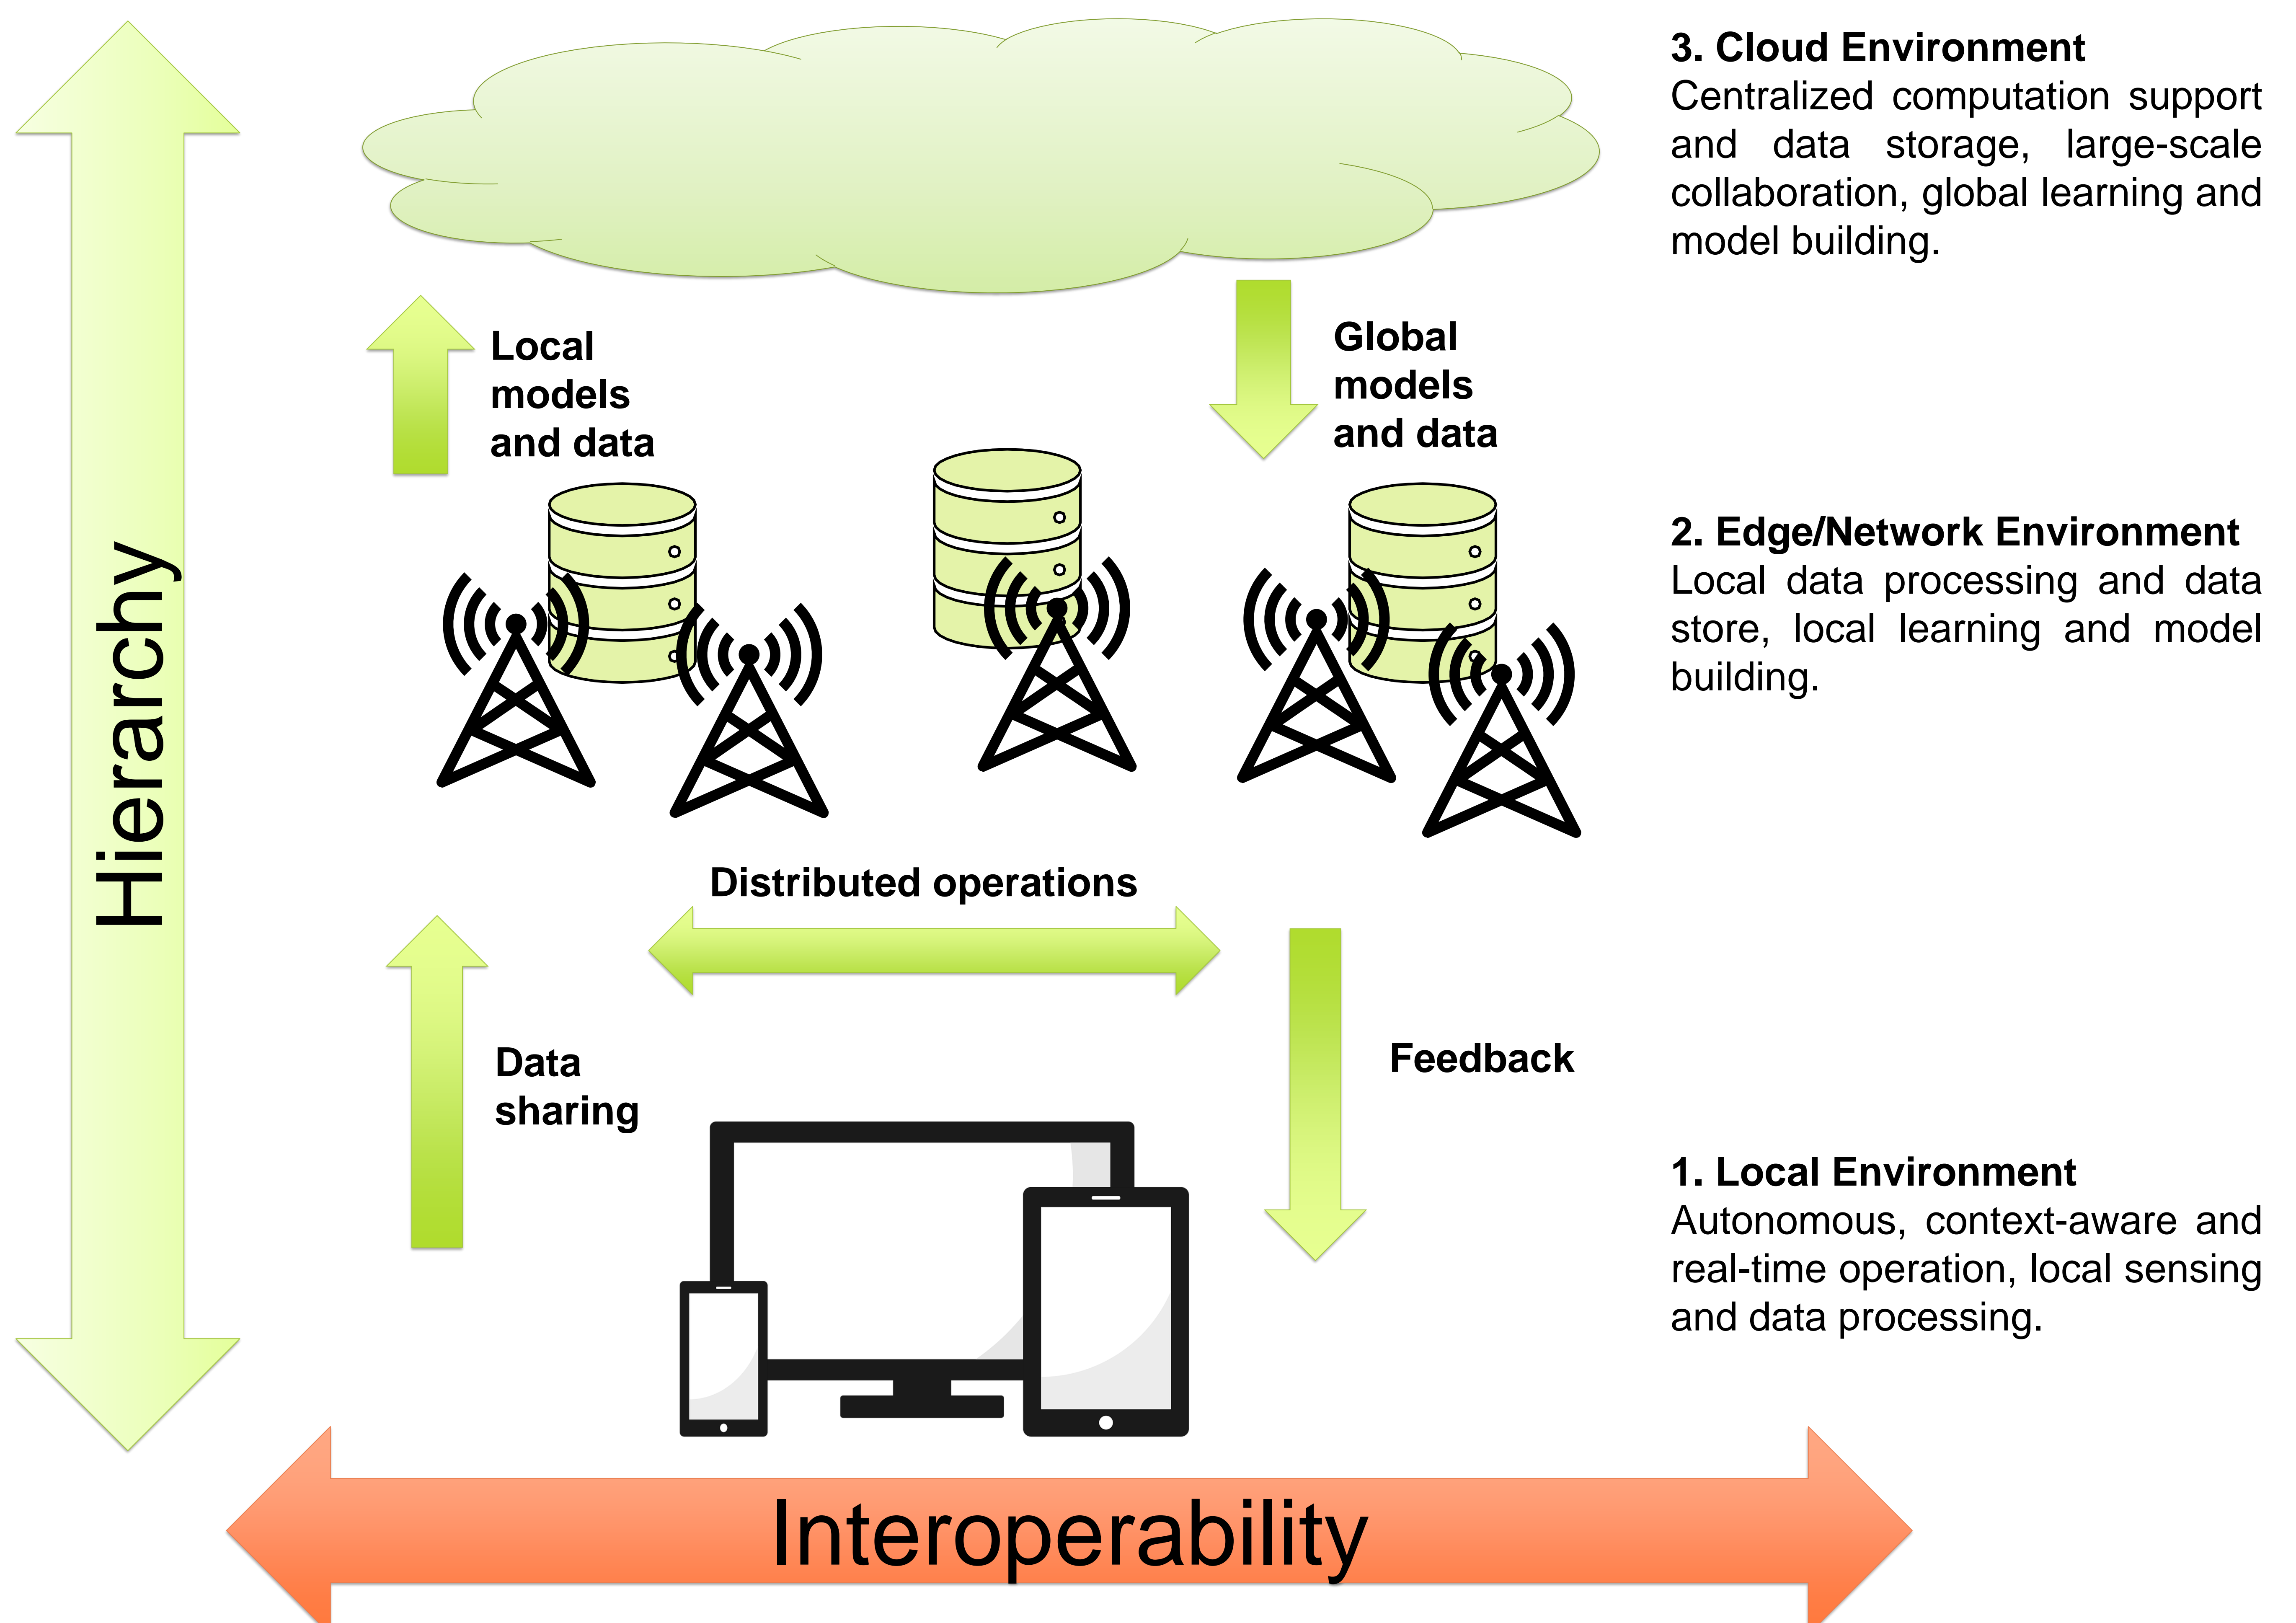 3. Cloud Environment
Centralized computation support
and data storage, large-scale
collaboration, global learning and
model building.
Local
models
and data
Global
models
and data
2. Edge/Network Environment
Local data processing and data
store, local learning and model
building.
Hierarchy
Distributed operations
Data
sharing
Feedback
1. Local Environment
Autonomous, context-aware and
real-time operation, local sensing
and data processing.
Interoperability